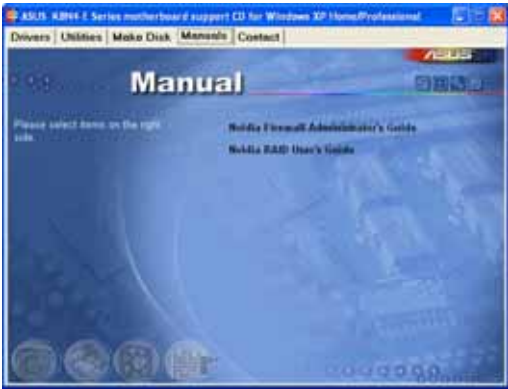 ASUS K8N4-E Series motherboard support CD for Windows XP Home/Professional
Drivers Utilities Make Disk Manuals Contact
Manual
Please select items on the right side.
Nvidia Firewall Administrator's Guide
Nvidia RAID User's Guide